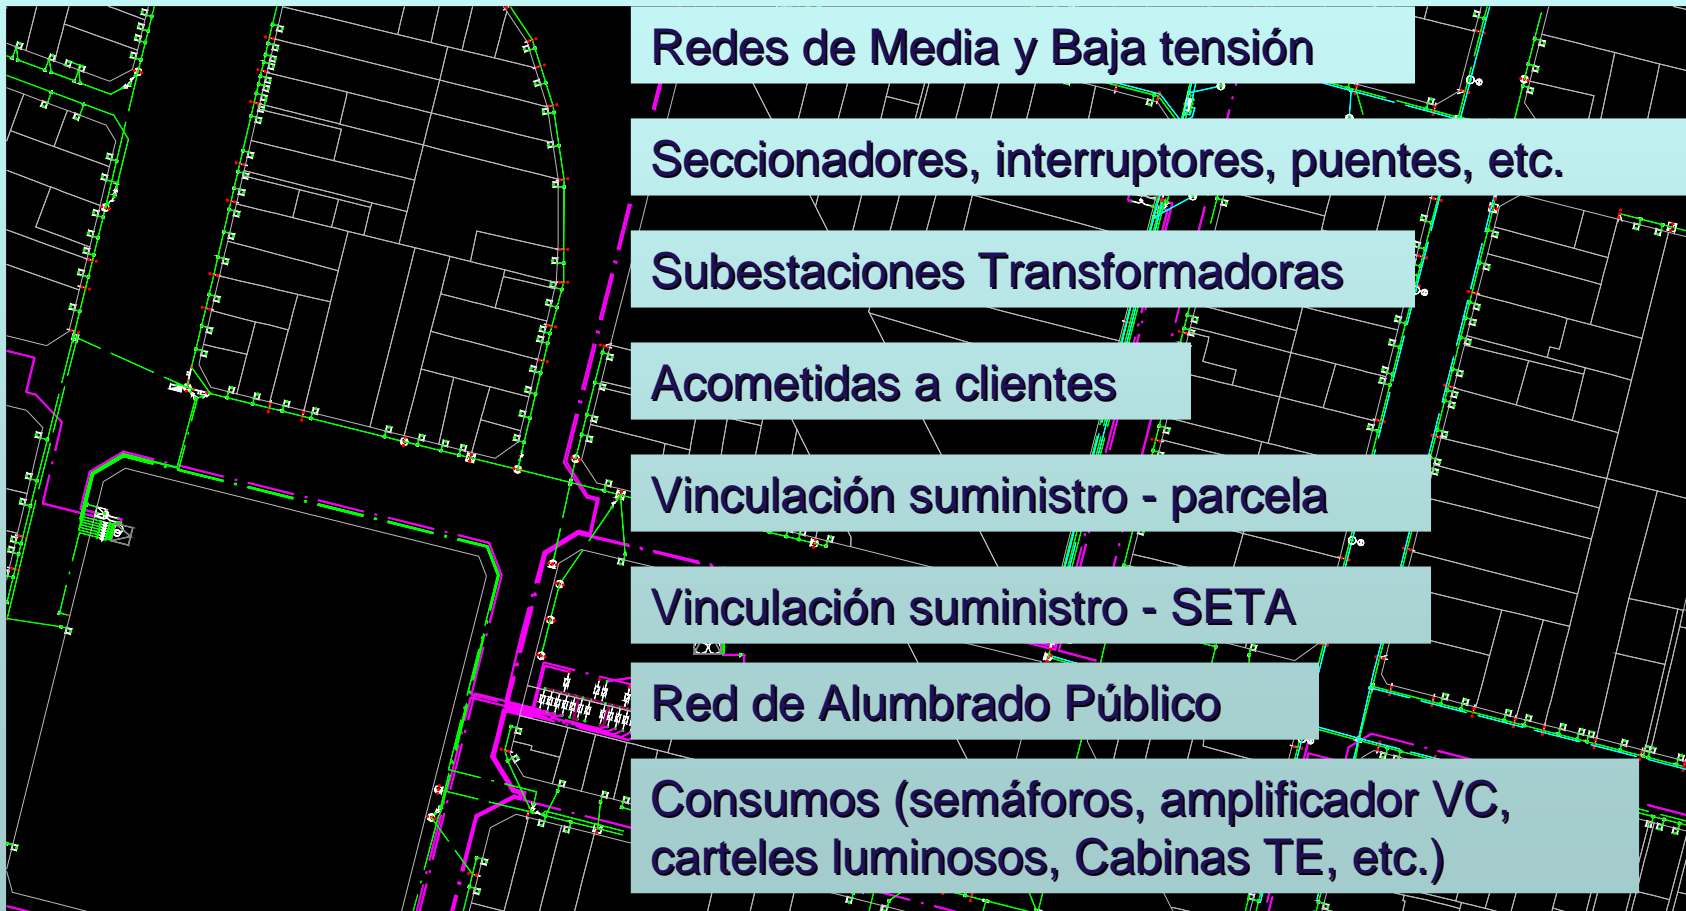 Redes de Media y Baja tensión
Seccionadores, interruptores, puentes, etc.
Subestaciones Transformadoras
Acometidas a clientes
Vinculación suministro - parcela
Vinculación suministro - SETA
Red de Alumbrado Público
Consumos (semáforos, amplificador VC,
carteles luminosos, Cabinas TE, etc.)